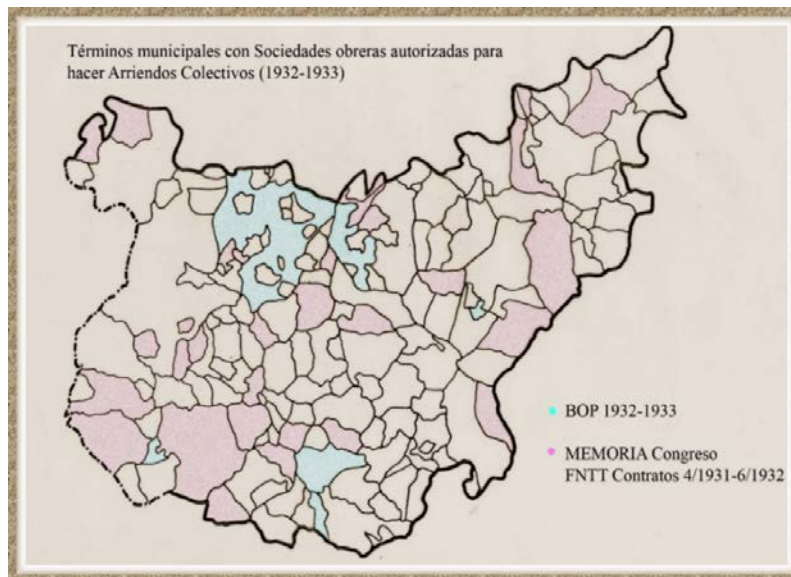 Términos municipales con Sociedades obreras autorizadas para
hacer Arriendos Colectivos (1932-1933)
BOP 1932-1933
MEMORIA Congreso
FNTT Contratos 4/1931-6/1932